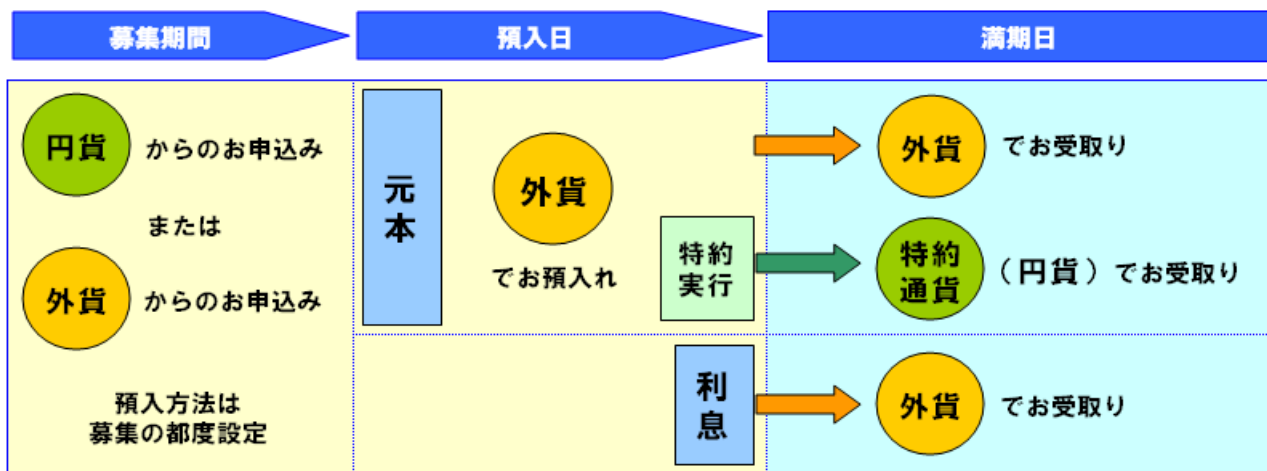 募集期間
預入日
満期日
円貨 からのお申込み
または
外貨 からのお申込み
預入方法は
募集の都度設定
元
本
外貨
でお預入れ
特約
実行
外貨 でお受取り
特約
通貨
(円貨)でお受取り
利
息
外貨 でお受取り